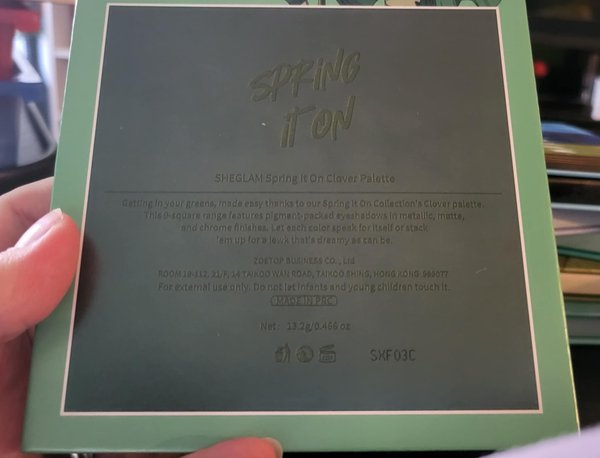 SPRING
IT ON
SHEGLAM Spring It On Clover Palette
Getting in your greens, made easy thanks to our Spring It On Collection's Clover palette.
This 9-square range features pigment-packed eyeshadows in metallic, matte,
and chrome finishes. Let each color speak for itself or stack
'em up for a lewk that's dreamy as can be.
ZOETOP BUSINESS CO., Ltd
ROOM 19-112, 21/F, 14 TAIKOO WAN ROAD, TAIKOO SHING, HONG KONG 999077
For external use only. Do not let infants and young children touch it.
MADE IN PRC
Net: 13.2g/0.466 oz
SXF03C